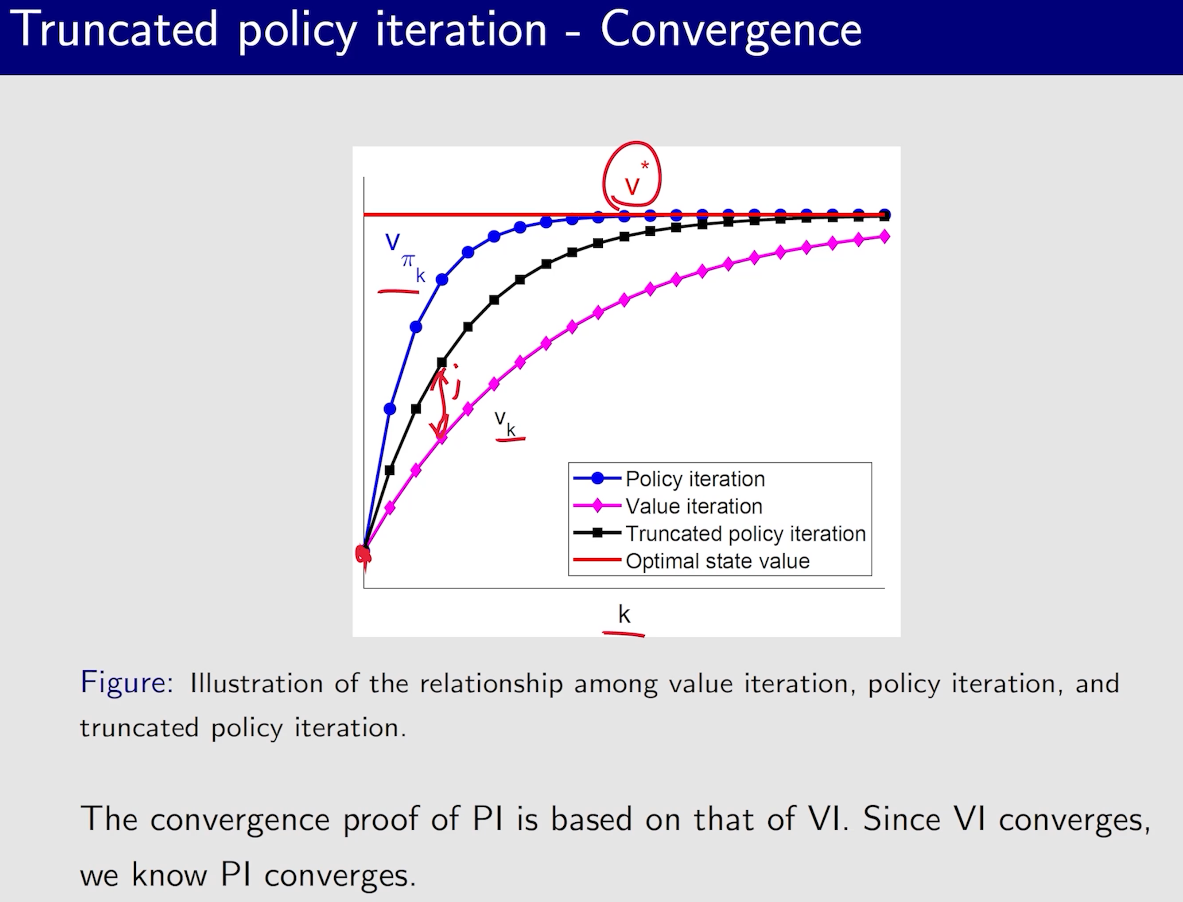 Truncated policy iteration - Convergence
v*
v_π_k
v_k
j
Policy iteration
Value iteration
Truncated policy iteration
Optimal state value
k
Figure: Illustration of the relationship among value iteration, policy iteration, and
truncated policy iteration.
The convergence proof of PI is based on that of VI. Since VI converges,
we know PI converges.